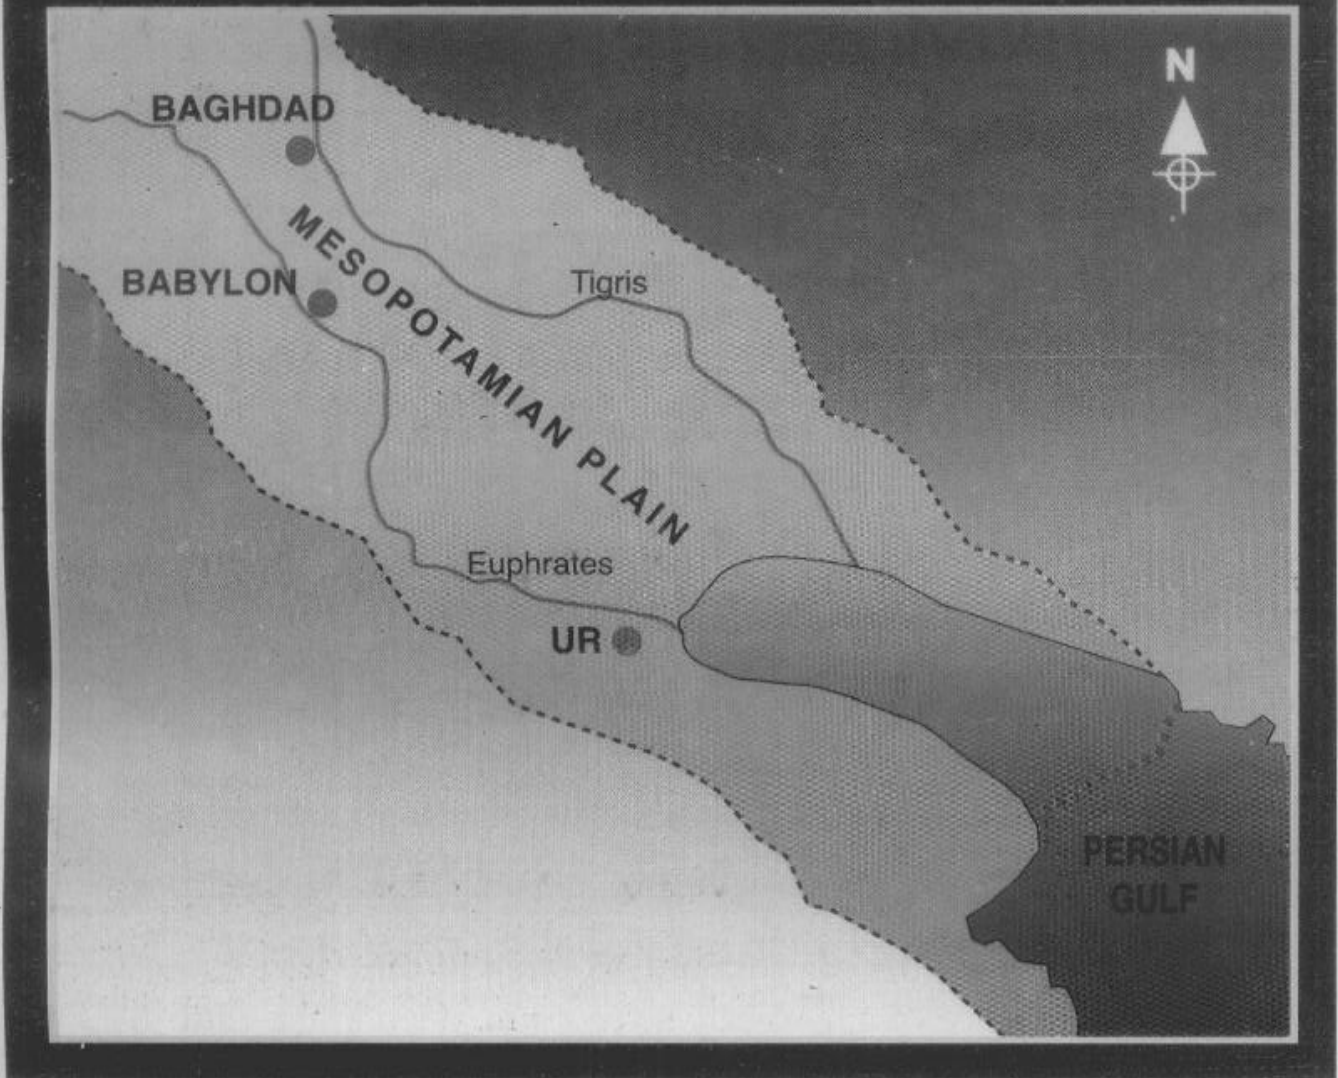 N
BAGHDAD
MESOPOTAMIAN PLAIN
BABYLON
Tigris
Euphrates
UR
PERSIAN
GULF